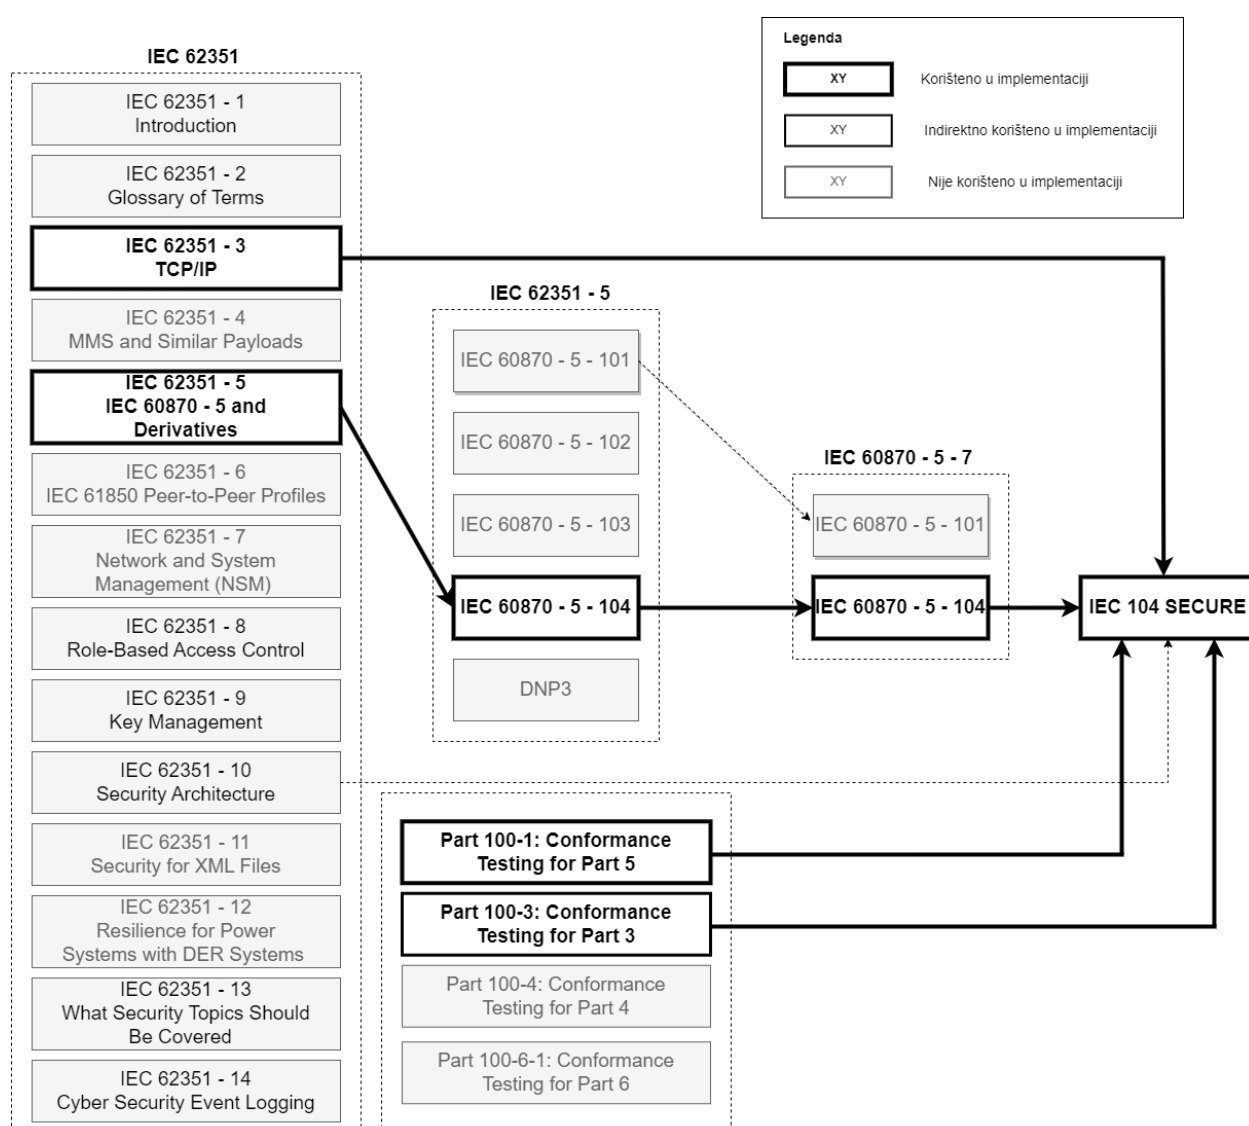 IEC 62351
IEC 62351 - 1
Introduction
IEC 62351 - 2
Glossary of Terms
IEC 62351 - 3
TCP/IP
IEC 62351 - 4
MMS and Similar Payloads
IEC 62351 - 5
IEC 60870 - 5 and
Derivatives
IEC 62351 - 6
IEC 61850 Peer-to-Peer Profiles
IEC 62351 - 7
Network and System
Management (NSM)
IEC 62351 - 8
Role-Based Access Control
IEC 62351 - 9
Key Management
IEC 62351 - 10
Security Architecture
IEC 62351 - 11
Security for XML Files
IEC 62351 - 12
Resilience for Power
Systems with DER Systems
IEC 62351 - 13
What Security Topics Should
Be Covered
IEC 62351 - 14
Cyber Security Event Logging
Legenda
XY
Korišteno u implementaciji
XY
Indirektno korišteno u implementaciji
XY
Nije korišteno u implementaciji
IEC 62351 - 5
IEC 60870 - 5 - 101
IEC 60870 - 5 - 102
IEC 60870 - 5 - 103
IEC 60870 - 5 - 104
DNP3
IEC 60870 - 5 - 7
IEC 60870 - 5 - 101
IEC 60870 - 5 - 104
IEC 104 SECURE
Part 100-1: Conformance
Testing for Part 5
Part 100-3: Conformance
Testing for Part 3
Part 100-4: Conformance
Testing for Part 4
Part 100-6-1: Conformance
Testing for Part 6